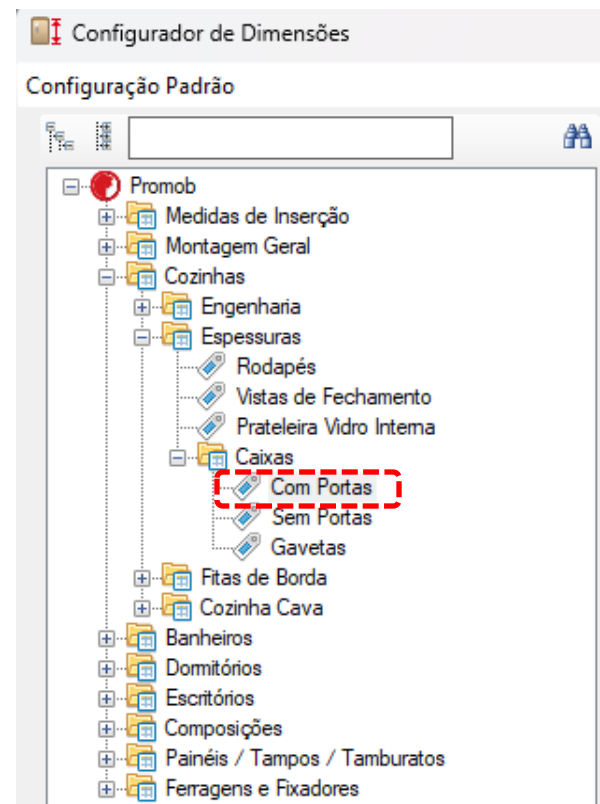 Configurador de Dimensões
Configuração Padrão
Promob
Medidas de Inserção
Montagem Geral
Cozinhas
Engenharia
Espessuras
Rodapés
Vistas de Fechamento
Prateleira Vidro Interna
Caixas
Com Portas
Sem Portas
Gavetas
Fitas de Borda
Cozinha Cava
Banheiros
Dormitórios
Escritórios
Composições
Painéis / Tampos / Tamburatos
Ferragens e Fixadores